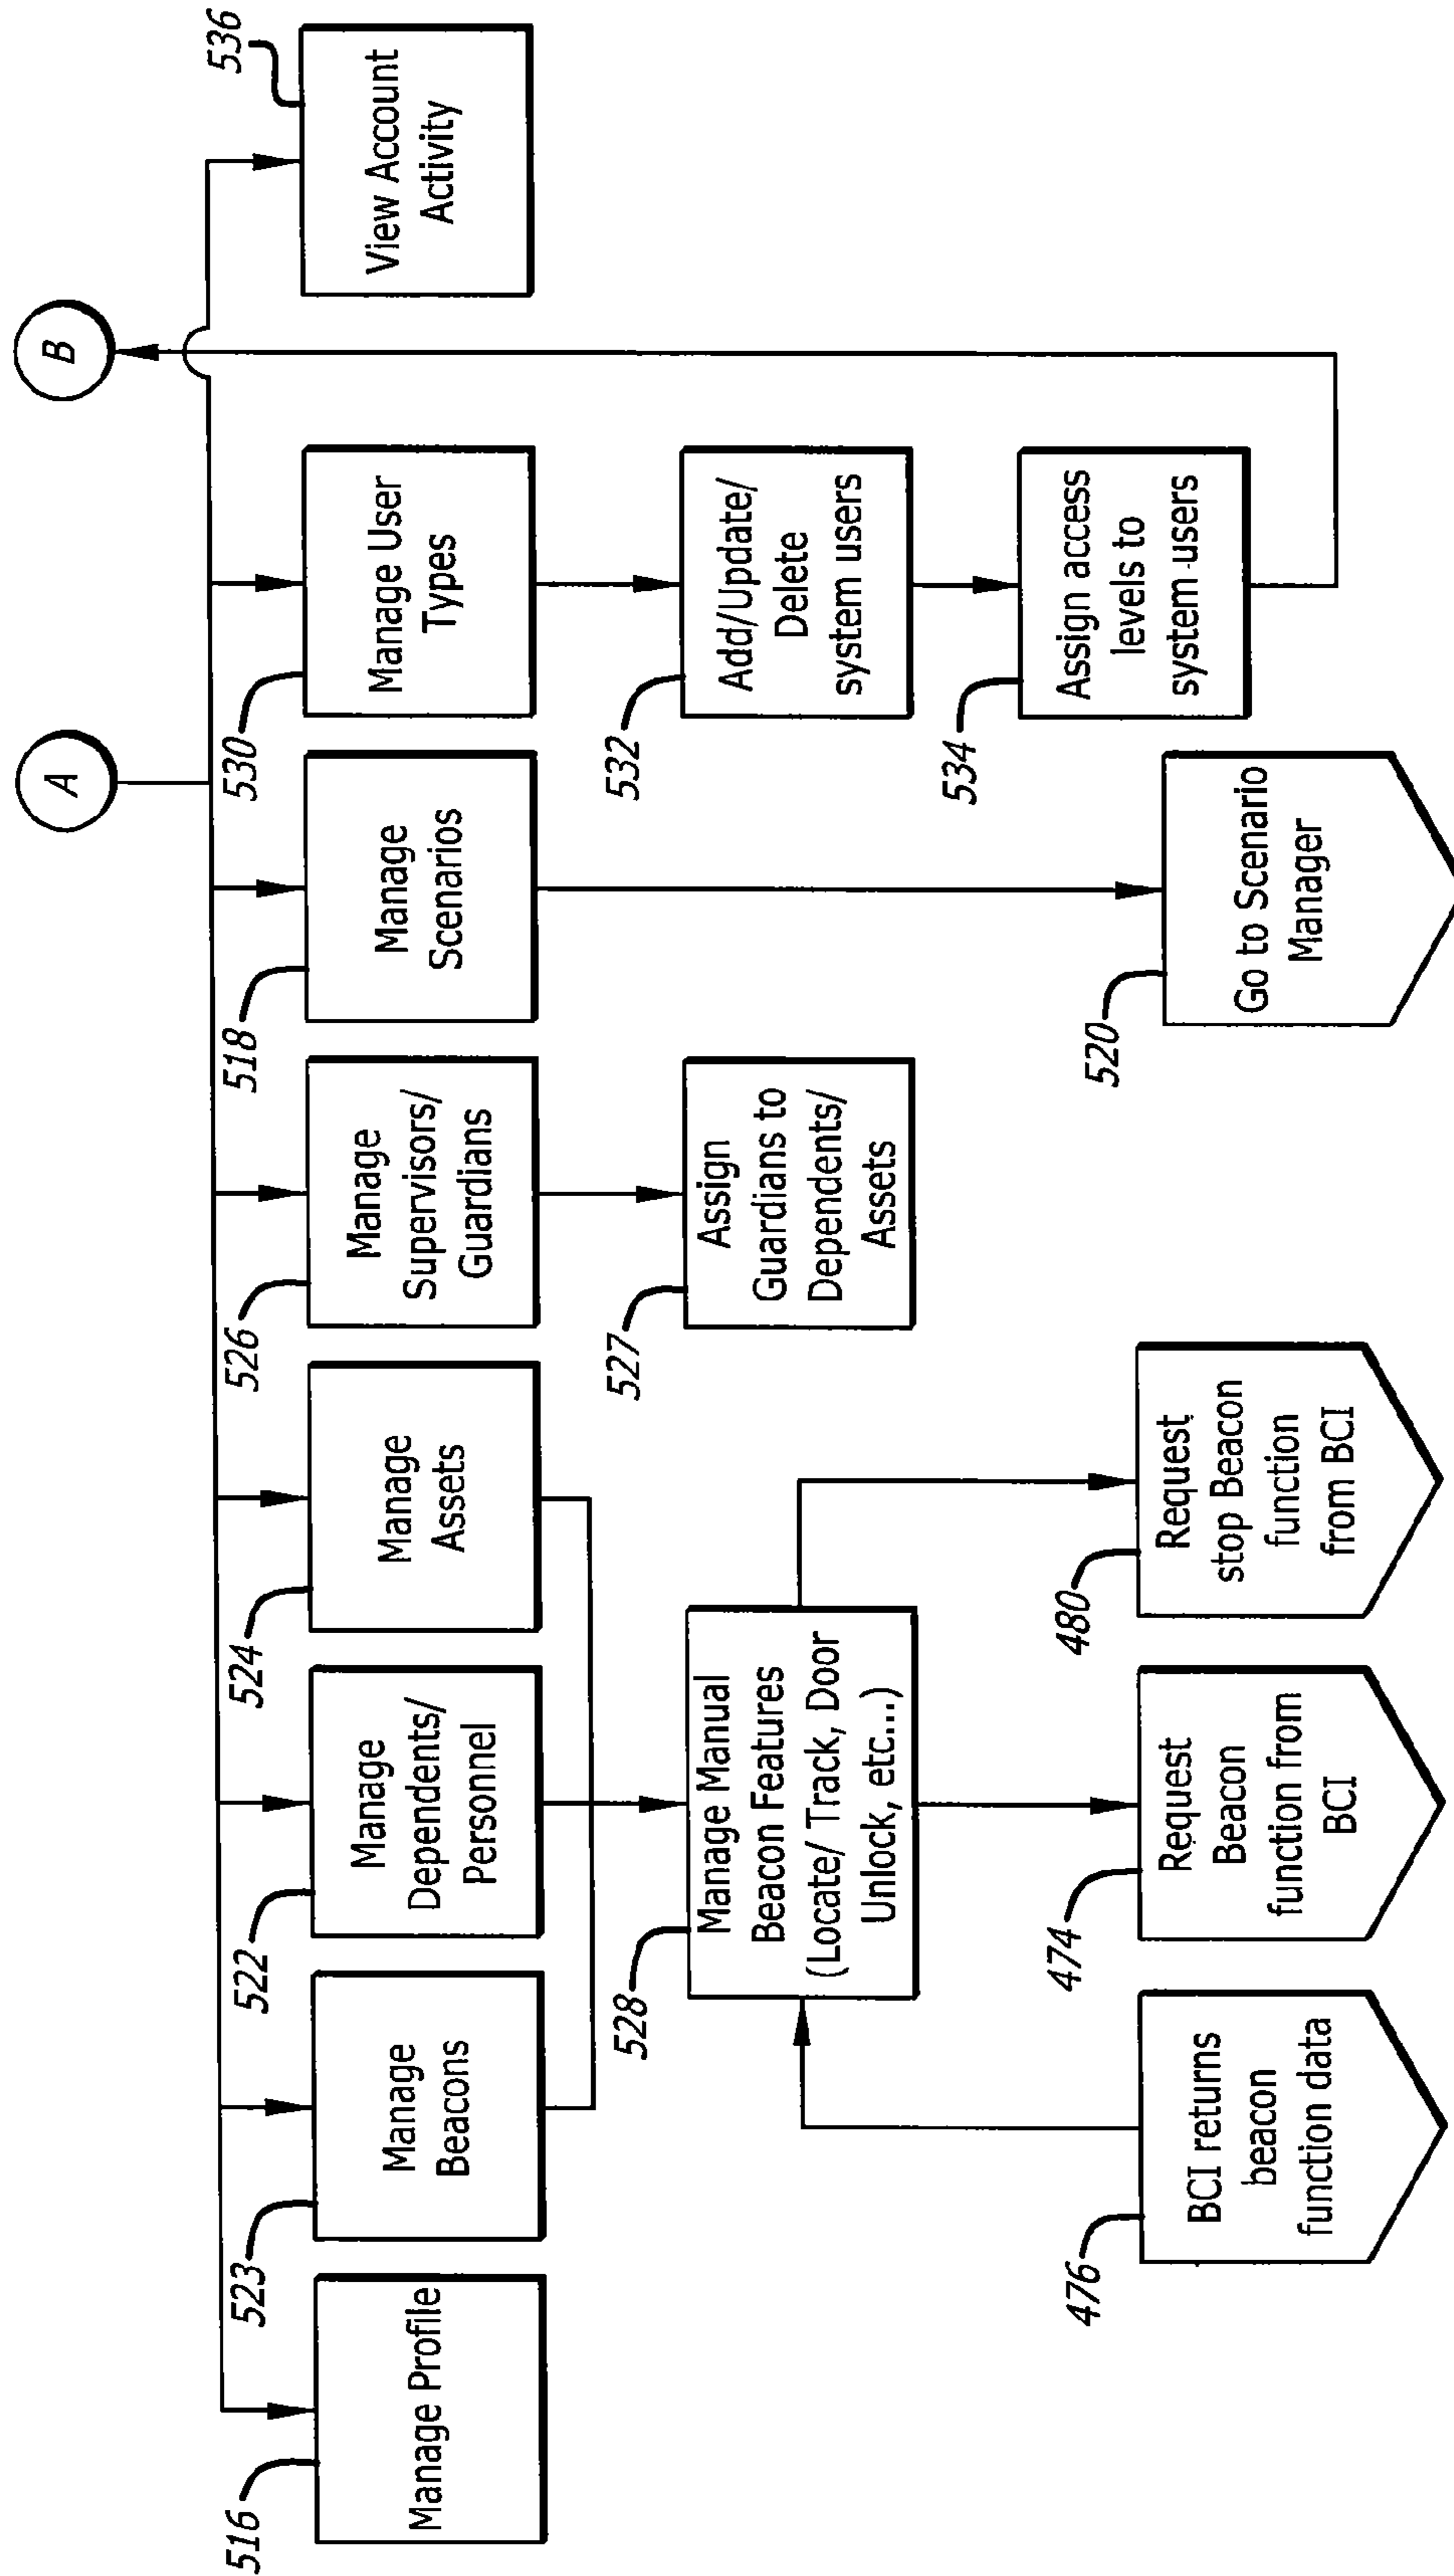 A
B
516
Manage Profile
523
Manage
Beacons
522
Manage
Dependents/
Personnel
524
Manage
Assets
526
Manage
Supervisors/
Guardians
518
Manage
Scenarios
530
Manage User
Types
536
View Account
Activity
528
Manage Manual
Beacon Features
(Locate/ Track, Door
Unlock, etc...)
527
Assign
Guardians to
Dependents/
Assets
532
Add/Update/
Delete
system users
534
Assign access
levels to
system users
476
BCI returns
beacon
function data
474
Request
Beacon
function from
BCI
480
Request
stop Beacon
function
from BCI
520
Go to Scenario
Manager